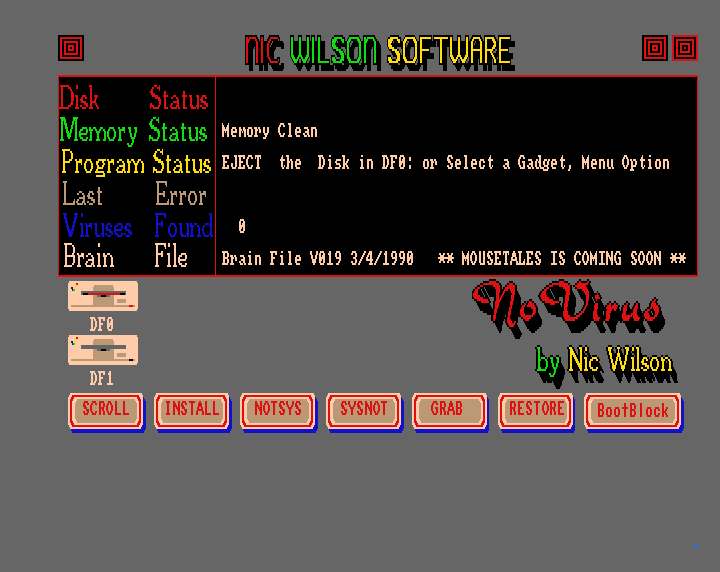 NIC WILSON SOFTWARE
Disk Status
Memory Status Memory Clean
Program Status EJECT the Disk in DF0: or Select a Gadget, Menu Option
Last Error
Viruses Found 0
Brain File Brain File V019 3/4/1990 ** MOUSETALES IS COMING SOON **
DF0
DF1
NoVirus
by Nic Wilson
SCROLL INSTALL NOTSYS SYSNOT GRAB RESTORE BootBlock